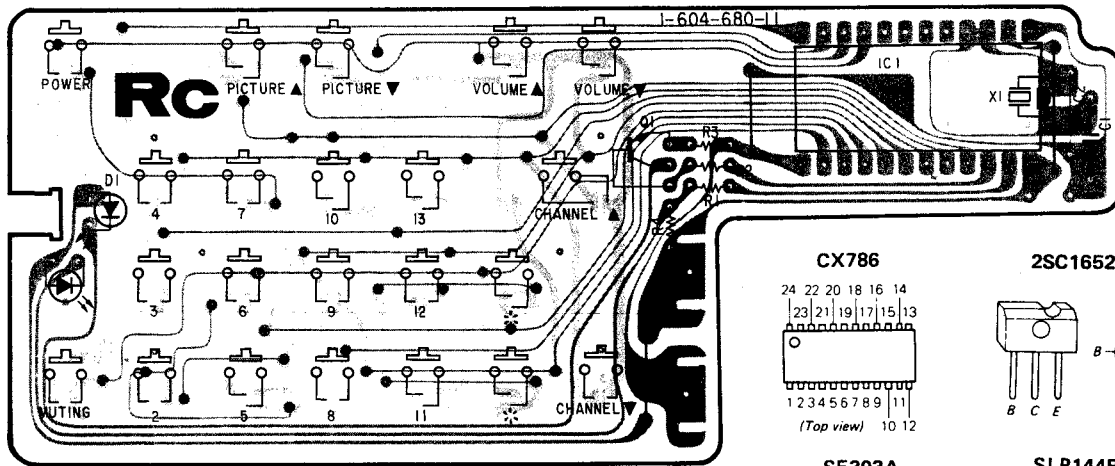 1-604-680-11
POWER
PICTURE ▲
PICTURE ▼
VOLUME ▲
VOLUME ▼
IC1
X1
C1
RC
Q1
R3
R1
D1
4
7
10
13
CHANNEL ▲
3
6
9
12
MUTING
2
5
8
11
CHANNEL ▼
CX786
24 22 20 18 16 14
23 21 19 17 15 13
1 2 3 4 5 6 7 8 9 11
(Top view) 10 12
2SC1652
B→
B C E